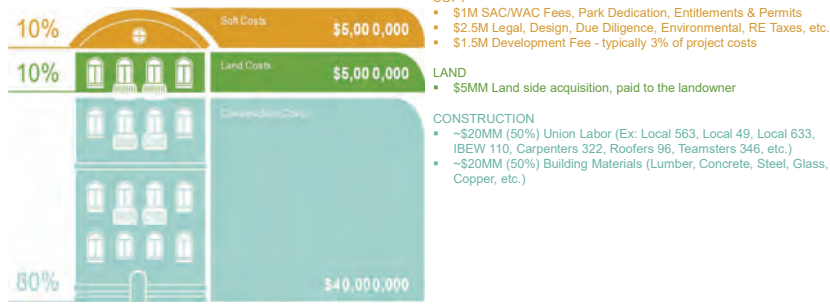 10%
Soft Costs
$5,000,000
10%
Land Costs
$5,000,000
80%
Construction Costs
$40,000,000
▪ $1M SAC/WAC Fees, Park Dedication, Entitlements & Permits
▪ $2.5M Legal, Design, Due Diligence, Environmental, RE Taxes, etc.
▪ $1.5M Development Fee - typically 3% of project costs
LAND
▪ $5MM Land side acquisition, paid to the landowner
CONSTRUCTION
▪ ~$20MM (50%) Union Labor (Ex: Local 563, Local 49, Local 633,
IBEW 110, Carpenters 322, Roofers 96, Teamsters 346, etc.)
▪ ~$20MM (50%) Building Materials (Lumber, Concrete, Steel, Glass,
Copper, etc.)